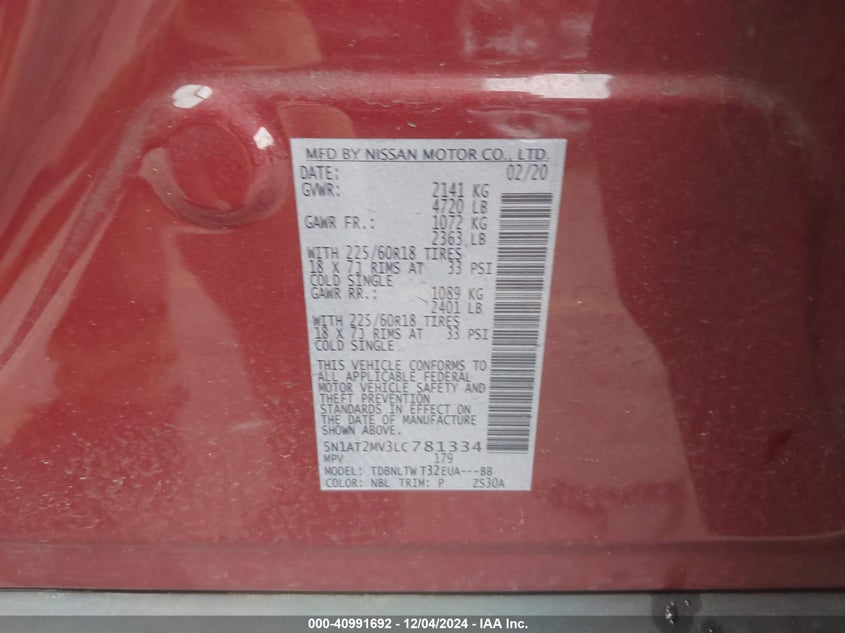 MFD BY NISSAN MOTOR CO., LTD.
DATE: 02/20
GVWR: 2141 KG
4720 LB
GAWR FR.: 1072 KG
2363 LB
WITH 225/60R18 TIRES
18 X 7J RIMS AT 33 PSI
COLD SINGLE
GAWR RR.: 1089 KG
2401 LB
WITH 225/60R18 TIRES
18 X 7J RIMS AT 33 PSI
COLD SINGLE
THIS VEHICLE CONFORMS TO
ALL APPLICABLE FEDERAL
MOTOR VEHICLE SAFETY AND
THEFT PREVENTION
STANDARDS IN EFFECT ON
THE DATE OF MANUFACTURE
SHOWN ABOVE.
5N1AT2MV3LC781334
MPV 179
MODEL: TDBNLTWT32EUA---BB
COLOR: NBL TRIM: P ZS30A
000-40991692 - 12/04/2024 - IAA Inc.